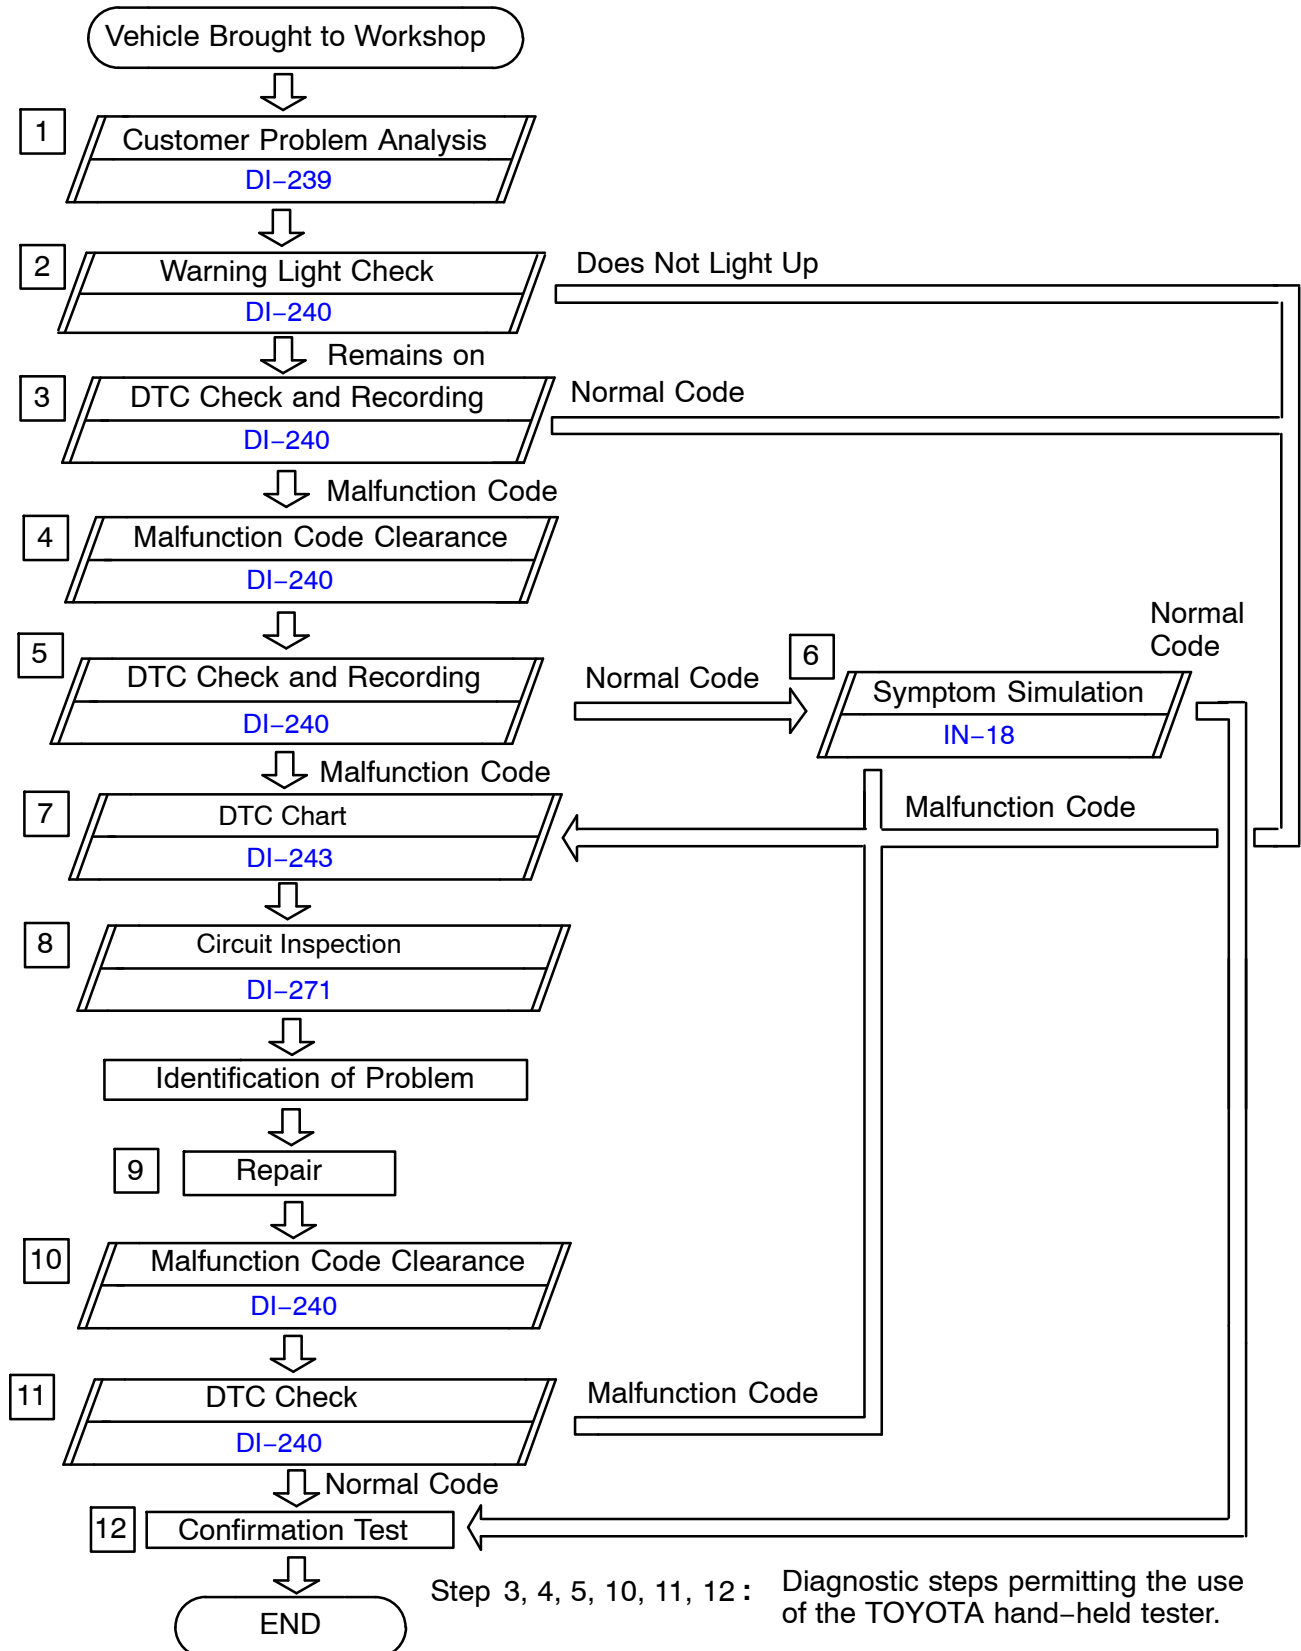 Vehicle Brought to Workshop
1
Customer Problem Analysis
DI−239
2
Warning Light Check
DI−240
Does Not Light Up
Remains on
3
DTC Check and Recording
DI−240
Normal Code
Malfunction Code
4
Malfunction Code Clearance
DI−240
5
DTC Check and Recording
DI−240
Normal Code
6
Symptom Simulation
IN−18
Normal
Code
Malfunction Code
7
DTC Chart
DI−243
Malfunction Code
8
Circuit Inspection
DI−271
Identification of Problem
9
Repair
10
Malfunction Code Clearance
DI−240
11
DTC Check
DI−240
Malfunction Code
Normal Code
12
Confirmation Test
END
Step 3, 4, 5, 10, 11, 12 :
Diagnostic steps permitting the use
of the TOYOTA hand−held tester.